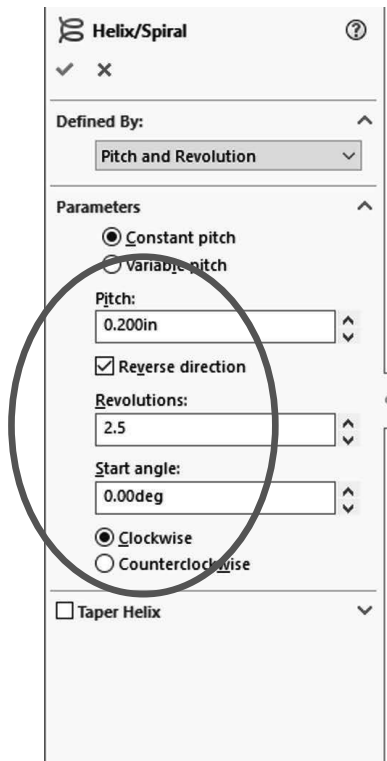 Helix/Spiral
Defined By:
Pitch and Revolution
Parameters
Constant pitch
Variable pitch
Pitch:
0.200in
Reverse direction
Revolutions:
2.5
Start angle:
0.00deg
Clockwise
Counterclockwise
Taper Helix